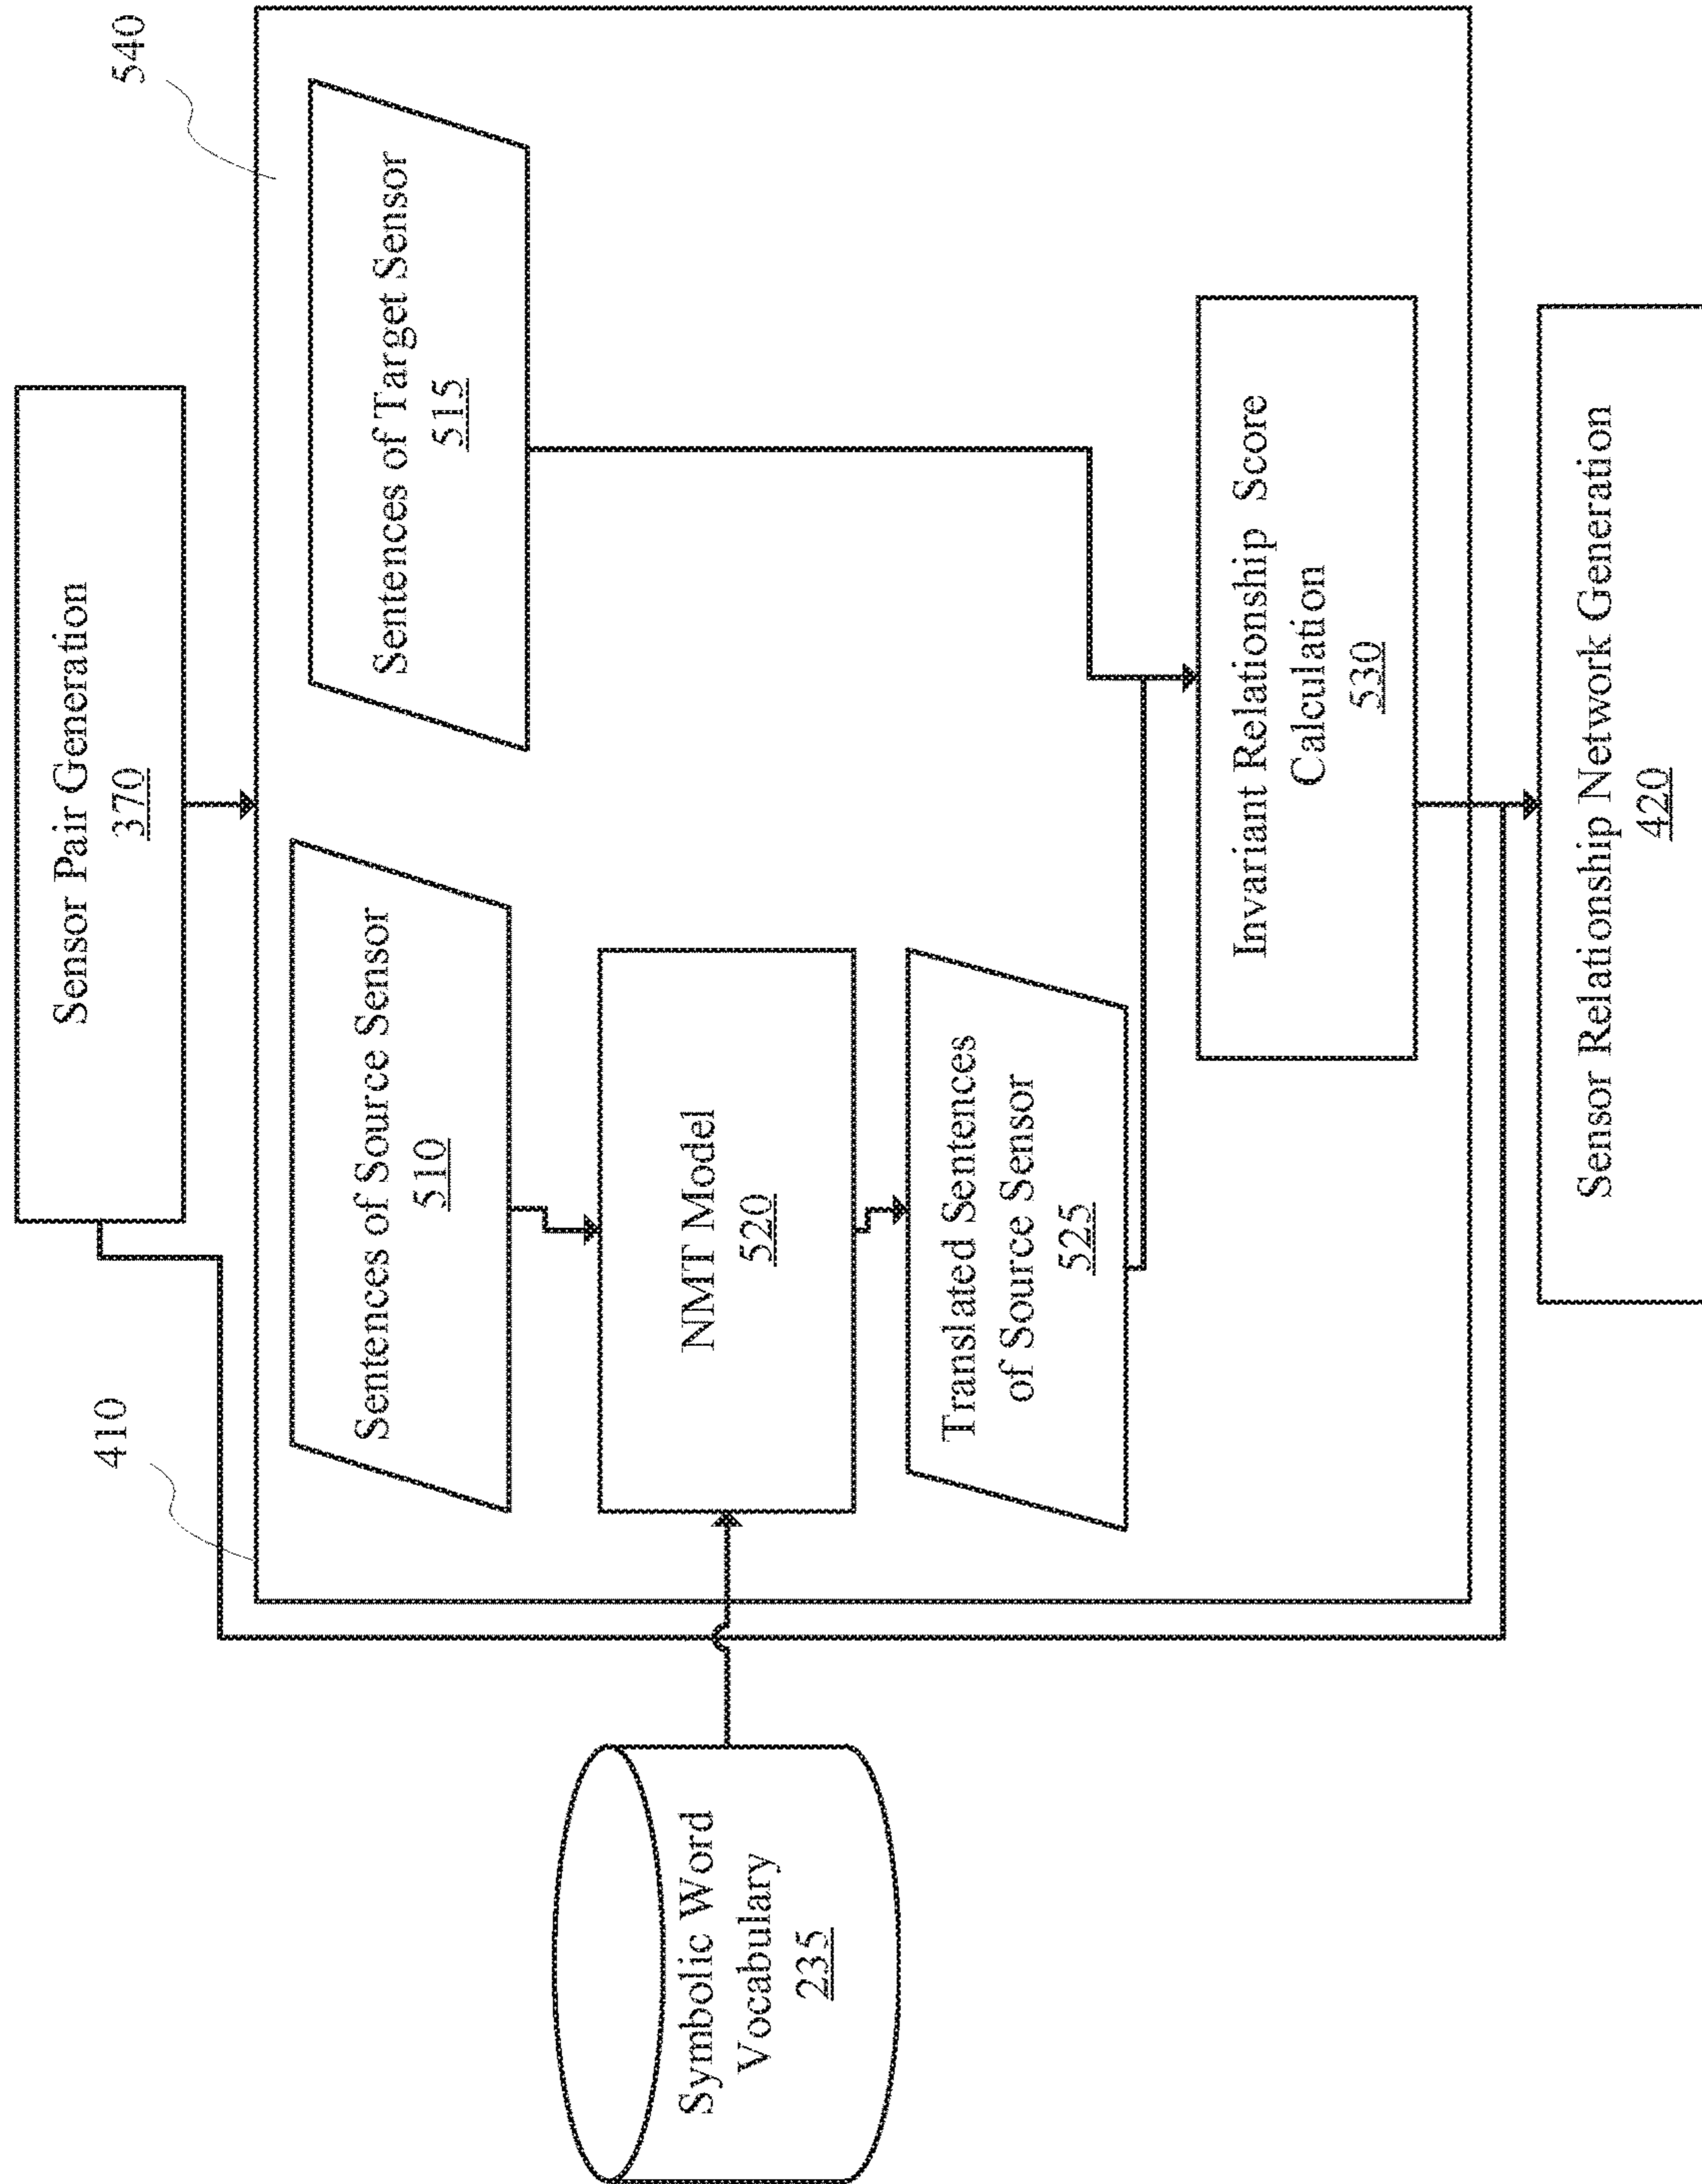 Sensor Pair Generation
370
410
540
Sentences of Source Sensor
510
Sentences of Target Sensor
515
Symbolic Word
Vocabulary
235
NMT Model
520
Translated Sentences
of Source Sensor
525
Invariant Relationship Score
Calculation
530
Sensor Relationship Network Generation
420